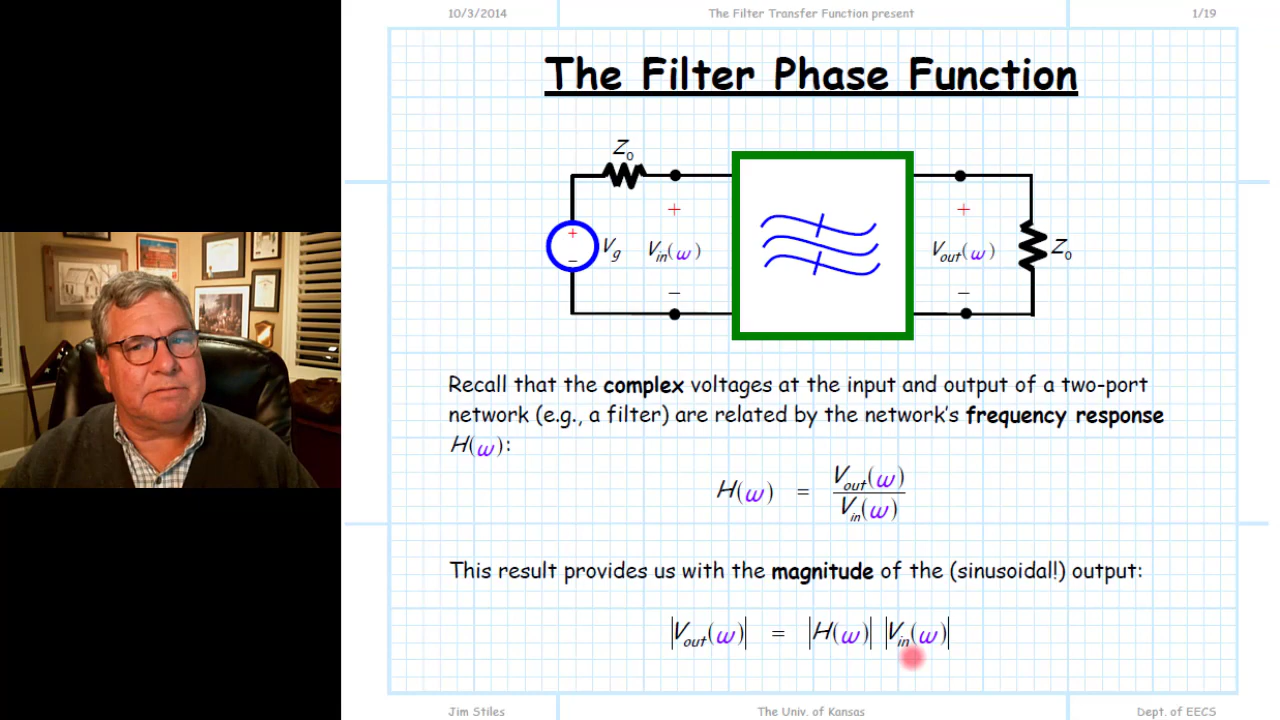 10/3/2014 The Filter Transfer Function present 1/19
The Filter Phase Function
Z0
+ + +
Vg Vin(ω) Vout(ω) Z0
− − −
Recall that the complex voltages at the input and output of a two-port
network (e.g., a filter) are related by the network's frequency response
H(ω):
H(ω) = Vout(ω) / Vin(ω)
This result provides us with the magnitude of the (sinusoidal!) output:
|Vout(ω)| = |H(ω)| |Vin(ω)|
Jim Stiles The Univ. of Kansas Dept. of EECS